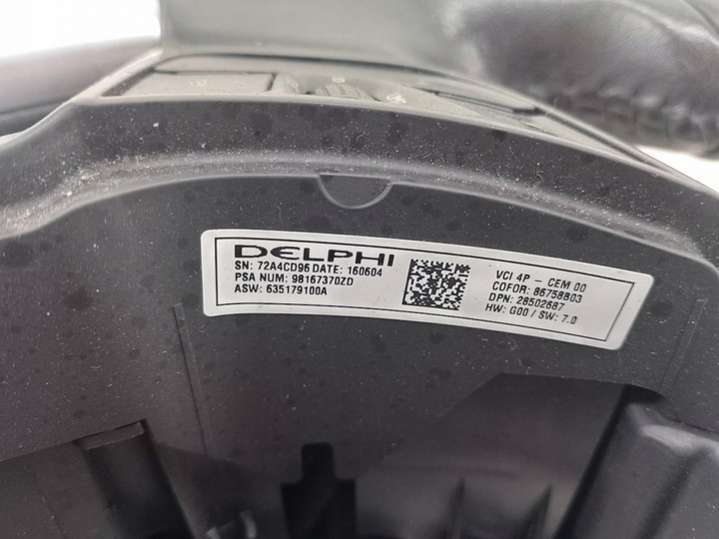 DELPHI
SN: 72A4CD96 DATE: 160604
PSA NUM: 98167370ZD
ASW: 635179100A
VCI 4P - CEM 00
COFOR: 86758803
DPN: 28502687
HW: G00 / SW: 7.0